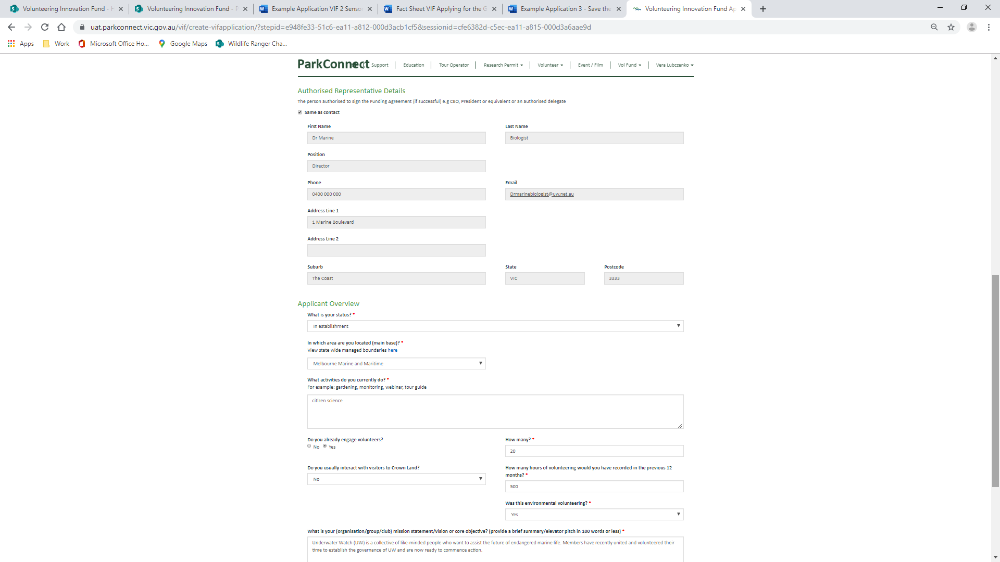 Volunteering Innovation Fund - H
Volunteering Innovation Fund - P
Example Application VIF 2 Senso
Fact Sheet VIF Applying for the G
Example Application 3 - Save the
Volunteering Innovation Fund Ap
uat.parkconnect.vic.gov.au/vif/create-vifapplication/?stepid=e948fe33-51c6-ea11-a812-000d3acb1cf5&sessionid=cfe6382d-c5ec-ea11-a815-000d3a6aae9d
Apps Work Microsoft Office Ho... Google Maps Wildlife Ranger Cha...
ParkConnect Support Education Tour Operator Research Permit Volunteer Event / Film Vol Fund Vera Lubczenko
Authorised Representative Details
The person authorised to sign the Funding Agreement (if successful) e.g CEO, President or equivalent or an authorised delegate
Same as contact
First Name Last Name
Dr Marine Biologist
Position
Director
Phone Email
0400 000 000 Drmarinebiologist@uw.net.au
Address Line 1
1 Marine Boulevard
Address Line 2
Suburb State Postcode
The Coast VIC 3333
Applicant Overview
What is your status? *
In establishment
In which area are you located (main base)? *
View state wide managed boundaries here
Melbourne Marine and Maritime
What activities do you currently do? *
For example: gardening, monitoring, webinar, tour guide
citizen science
Do you already engage volunteers? How many? *
No Yes
20
Do you usually interact with visitors to Crown Land?
No
How many hours of volunteering would you have recorded in the previous 12
months? *
500
Was this environmental volunteering? *
Yes
What is your (organisation/group/club) mission statement/vision or core objective? (provide a brief summary/elevator pitch in 100 words or less) *
Underwater Watch (UW) is a collective of like-minded people who want to assist the future of endangered marine life. Members have recently united and volunteered their
time to establish the governance of UW and are now ready to commence action.